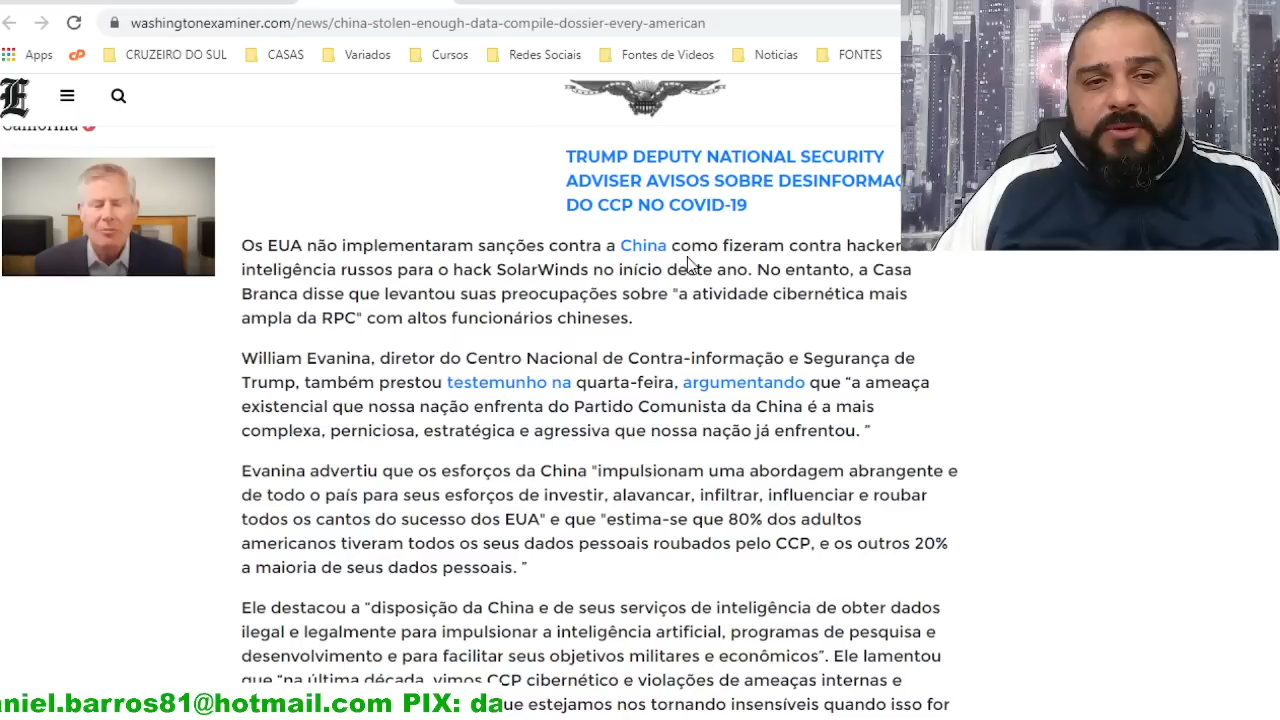 washingtonexaminer.com/news/china-stolen-enough-data-compile-dossier-every-american
Apps CRUZEIRO DO SUL CASAS Variados Cursos Redes Sociais Fontes de Videos Noticias FONTES
E
California
TRUMP DEPUTY NATIONAL SECURITY
ADVISER AVISOS SOBRE DESINFORMAÇ
DO CCP NO COVID-19
Os EUA não implementaram sanções contra a China como fizeram contra hacker
inteligência russos para o hack SolarWinds no início deste ano. No entanto, a Casa
Branca disse que levantou suas preocupações sobre "a atividade cibernética mais
ampla da RPC" com altos funcionários chineses.
William Evanina, diretor do Centro Nacional de Contra-informação e Segurança de
Trump, também prestou testemunho na quarta-feira, argumentando que “a ameaça
existencial que nossa nação enfrenta do Partido Comunista da China é a mais
complexa, perniciosa, estratégica e agressiva que nossa nação já enfrentou. ”
Evanina advertiu que os esforços da China "impulsionam uma abordagem abrangente e
de todo o país para seus esforços de investir, alavancar, infiltrar, influenciar e roubar
todos os cantos do sucesso dos EUA" e que "estima-se que 80% dos adultos
americanos tiveram todos os seus dados pessoais roubados pelo CCP, e os outros 20%
a maioria de seus dados pessoais. ”
Ele destacou a “disposição da China e de seus serviços de inteligência de obter dados
ilegal e legalmente para impulsionar a inteligência artificial, programas de pesquisa e
desenvolvimento e para facilitar seus objetivos militares e econômicos”. Ele lamentou
que “na última década, vimos CCP cibernético e violações de ameaças internas e
que estejamos nos tornando insensíveis quando isso for
aniel.barros81@hotmail.com PIX: da